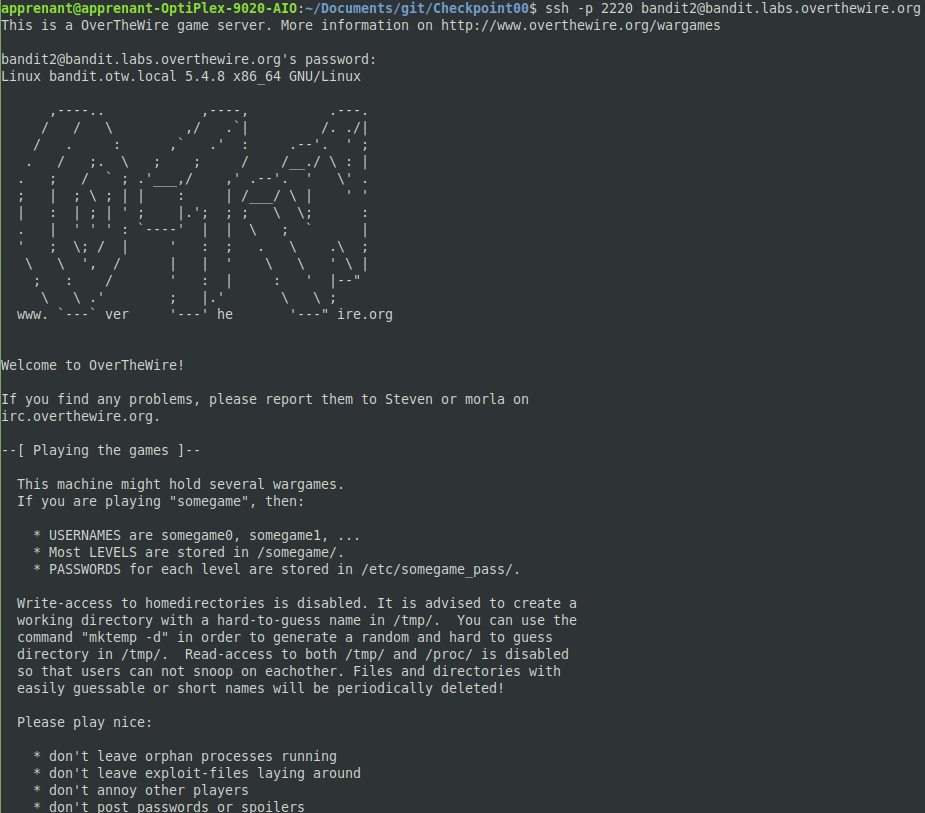 apprenant@apprenant-OptiPlex-9020-AIO:~/Documents/git/Checkpoint00$ ssh -p 2220 bandit2@bandit.labs.overthewire.org
This is a OverTheWire game server. More information on http://www.overthewire.org/wargames

bandit2@bandit.labs.overthewire.org's password:
Linux bandit.otw.local 5.4.8 x86_64 GNU/Linux

      ,----..            ,----,          .---.
     /   /   \         ,/   .`|         /. ./|
    /   .     :      ,`   .'  :     .--'.  ' ;
   .   /   ;.  \   ;    ;     /    /__./ \ : |
  .   ;   /  ` ; .'___,/    ,' .--'.  '   \' .
  ;   |  ; \ ; | |    :     | /___/ \ |    ' '
  |   :  | ; | ' ;    |.';  ; ;   \  \;      :
  .   |  ' ' ' : `----'  |  |  \   ;  `      |
  '   ;  \; /  |     '   :  ;   .   \    .\  ;
   \   \  ',  /      |   |  '    \   \   ' \ |
    ;   :    /       '   :  |     :   '  |--"
     \   \ .'        ;   |.'       \   \ ;
  www. `---` ver     '---' he       '---" ire.org

Welcome to OverTheWire!

If you find any problems, please report them to Steven or morla on
irc.overthewire.org.

--[ Playing the games ]--

  This machine might hold several wargames.
  If you are playing "somegame", then:

    * USERNAMES are somegame0, somegame1, ...
    * Most LEVELS are stored in /somegame/.
    * PASSWORDS for each level are stored in /etc/somegame_pass/.

  Write-access to homedirectories is disabled. It is advised to create a
  working directory with a hard-to-guess name in /tmp/.  You can use the
  command "mktemp -d" in order to generate a random and hard to guess
  directory in /tmp/.  Read-access to both /tmp/ and /proc/ is disabled
  so that users can not snoop on eachother. Files and directories with
  easily guessable or short names will be periodically deleted!

  Please play nice:

    * don't leave orphan processes running
    * don't leave exploit-files laying around
    * don't annoy other players
    * don't post passwords or spoilers